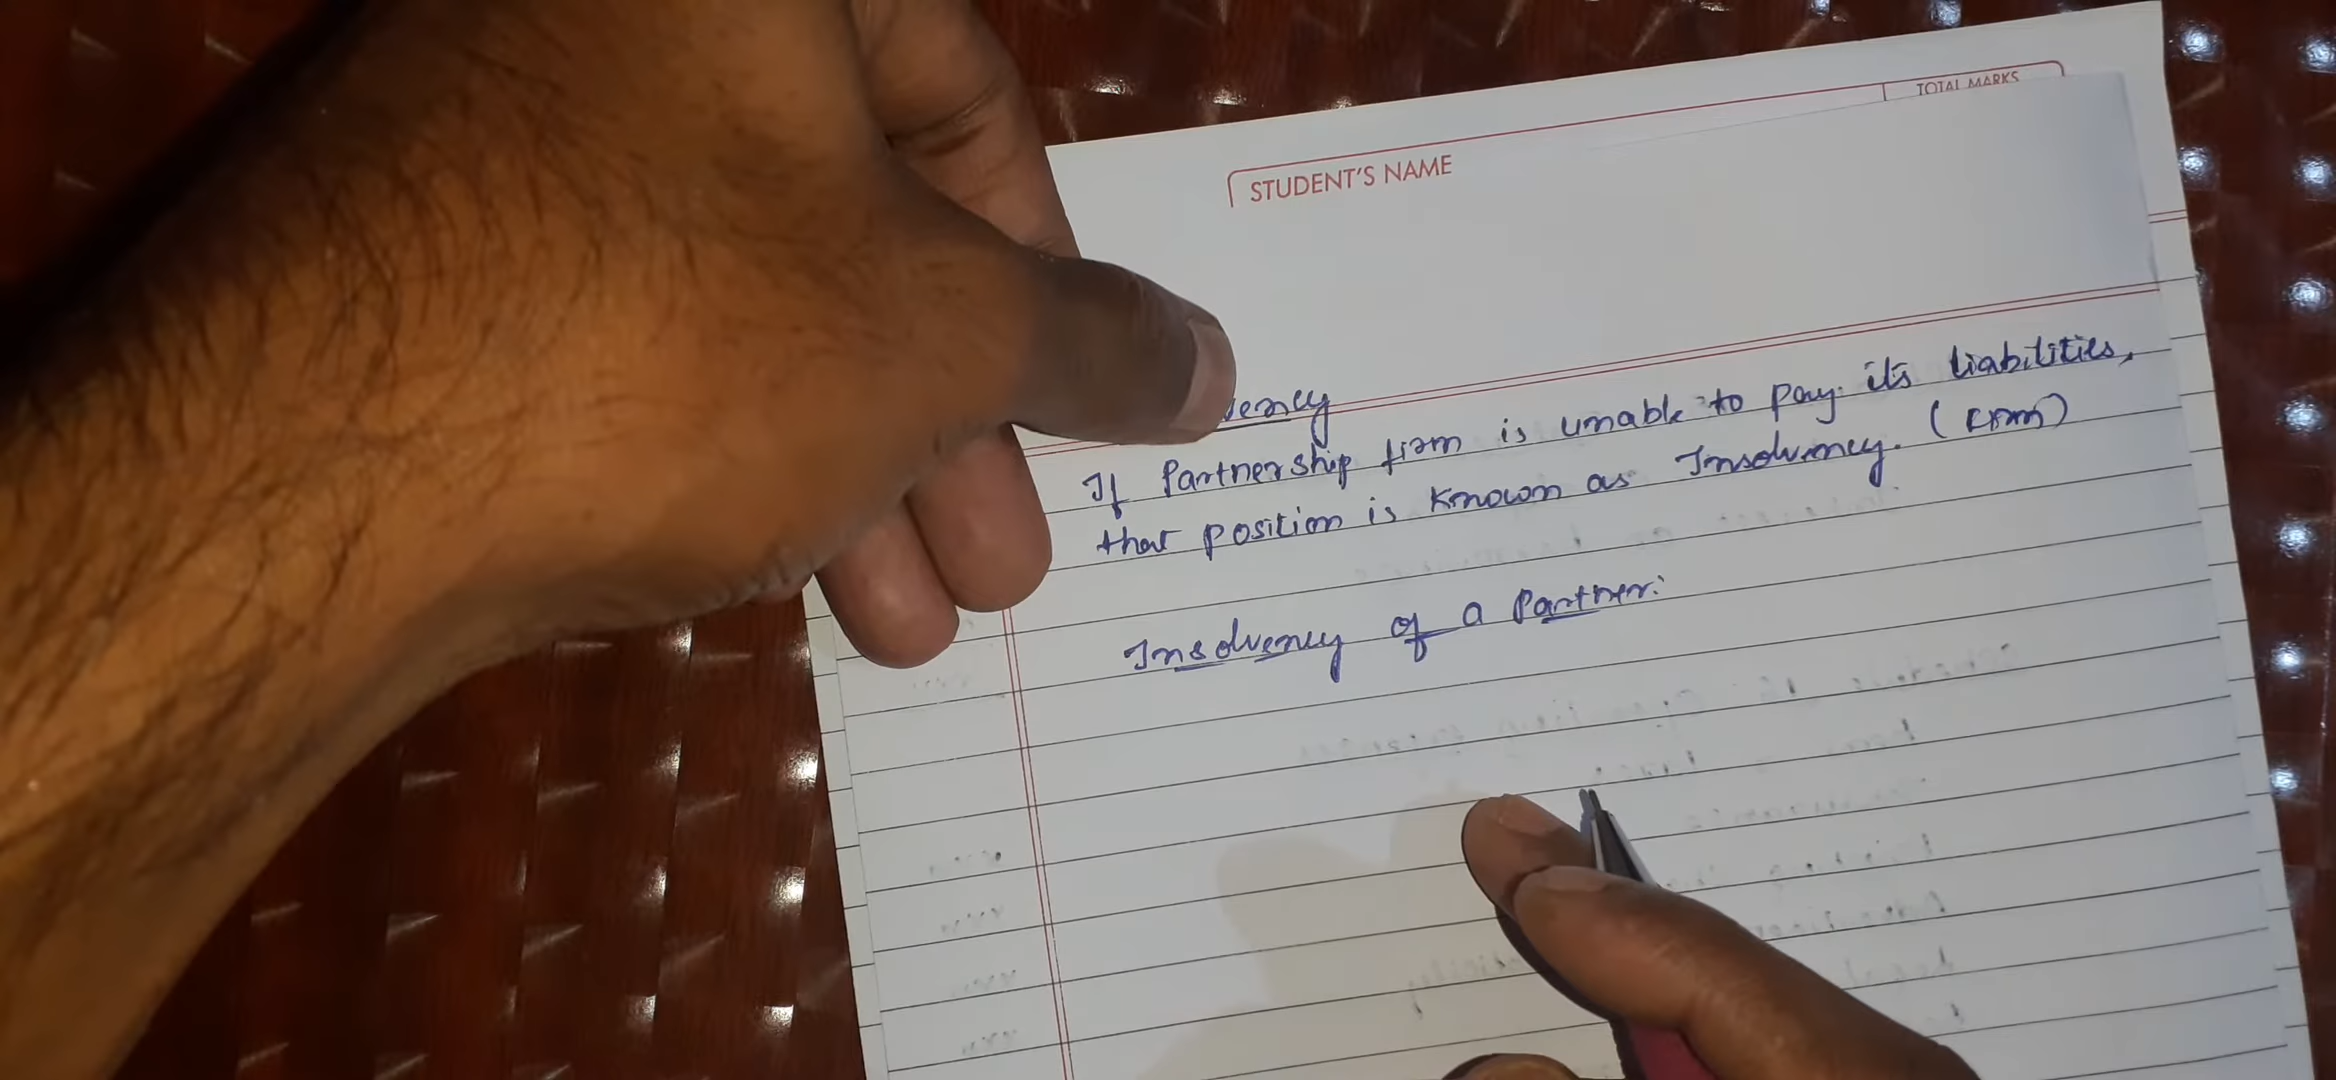 TOTAL MARKS
STUDENT'S NAME
vency
If Partnership firm is unable to pay its liabilities,
that position is known as Insolvency. (Firm)
Insolvency of a Partner: